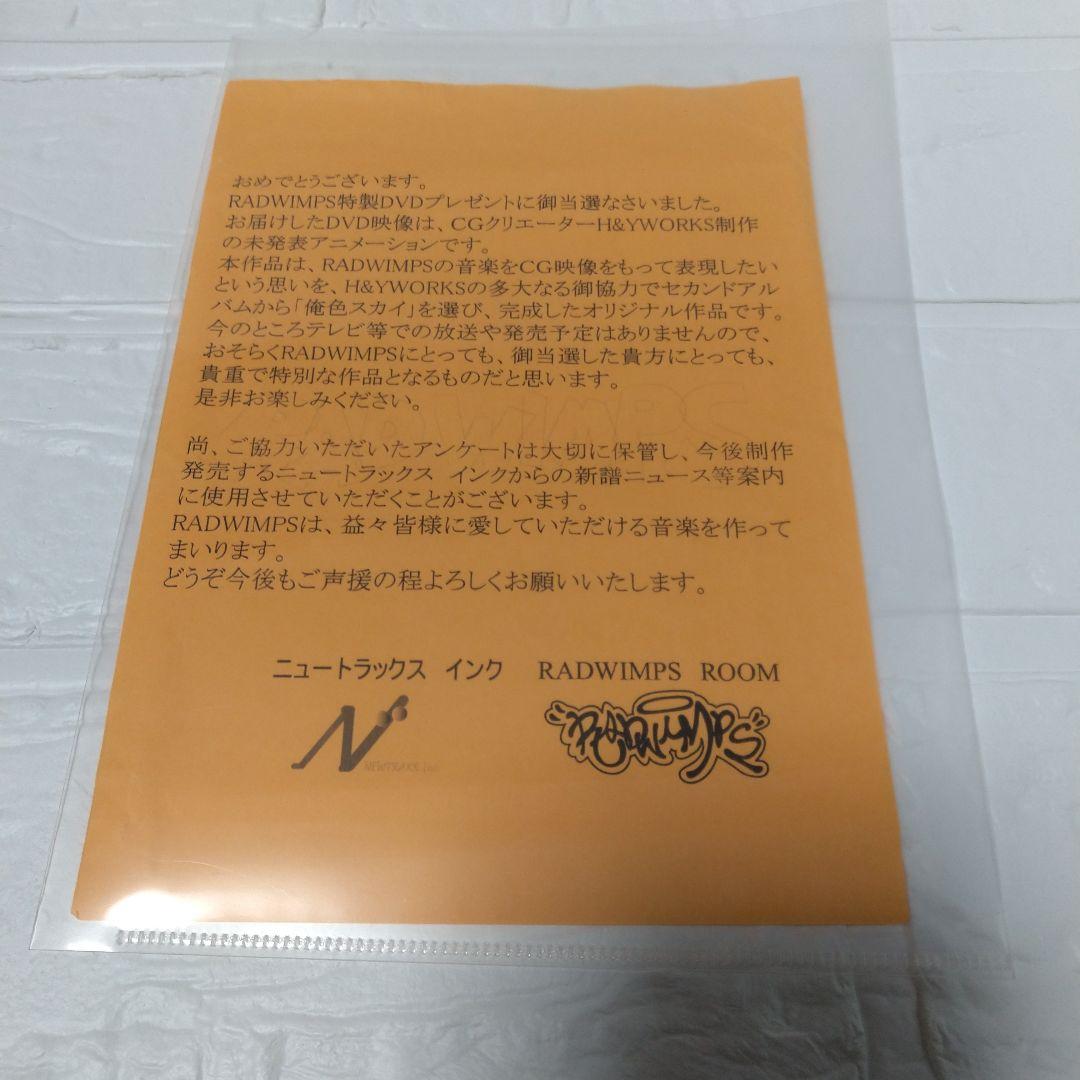 おめでとうございます。
RADWIMPS特製DVDプレゼントに御当選なさいました。
お届けしたDVD映像は、CGクリエーターH&YWORKS制作
の未発表アニメーションです。
本作品は、RADWIMPSの音楽をCG映像をもって表現したい
という思いを、H&YWORKSの多大なる御協力でセカンドアル
バムから「俺色スカイ」を選び、完成したオリジナル作品です。
今のところテレビ等での放送や発売予定はありませんので、
おそらくRADWIMPSにとっても、御当選した貴方にとっても、
貴重で特別な作品となるものだと思います。
是非お楽しみください。
RADWIMPS
尚、ご協力いただいたアンケートは大切に保管し、今後制作
発売するニュートラックス インクからの新譜ニュース等案内
に使用させていただくことがございます。
RADWIMPSは、益々皆様に愛していただける音楽を作って
まいります。
どうぞ今後もご声援の程よろしくお願いいたします。
ニュートラックス インク RADWIMPS ROOM
N NEWTRAXX Inc.
RADWIMPS